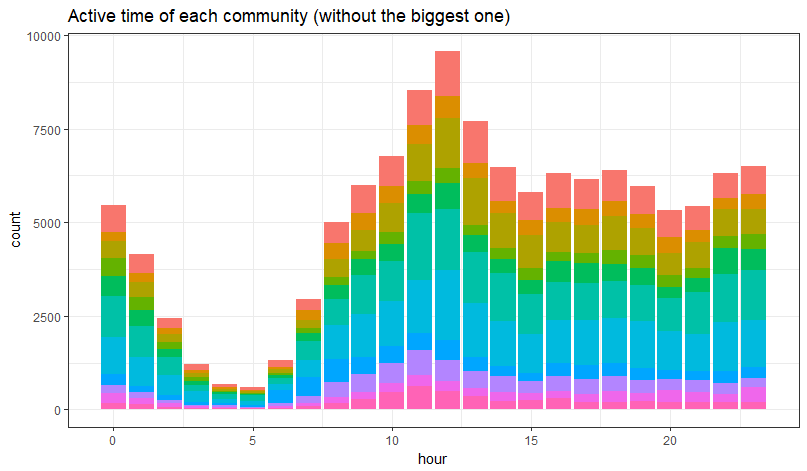 Active time of each community (without the biggest one)
10000
7500
5000
2500
0
count
0 5 10 15 20
hour